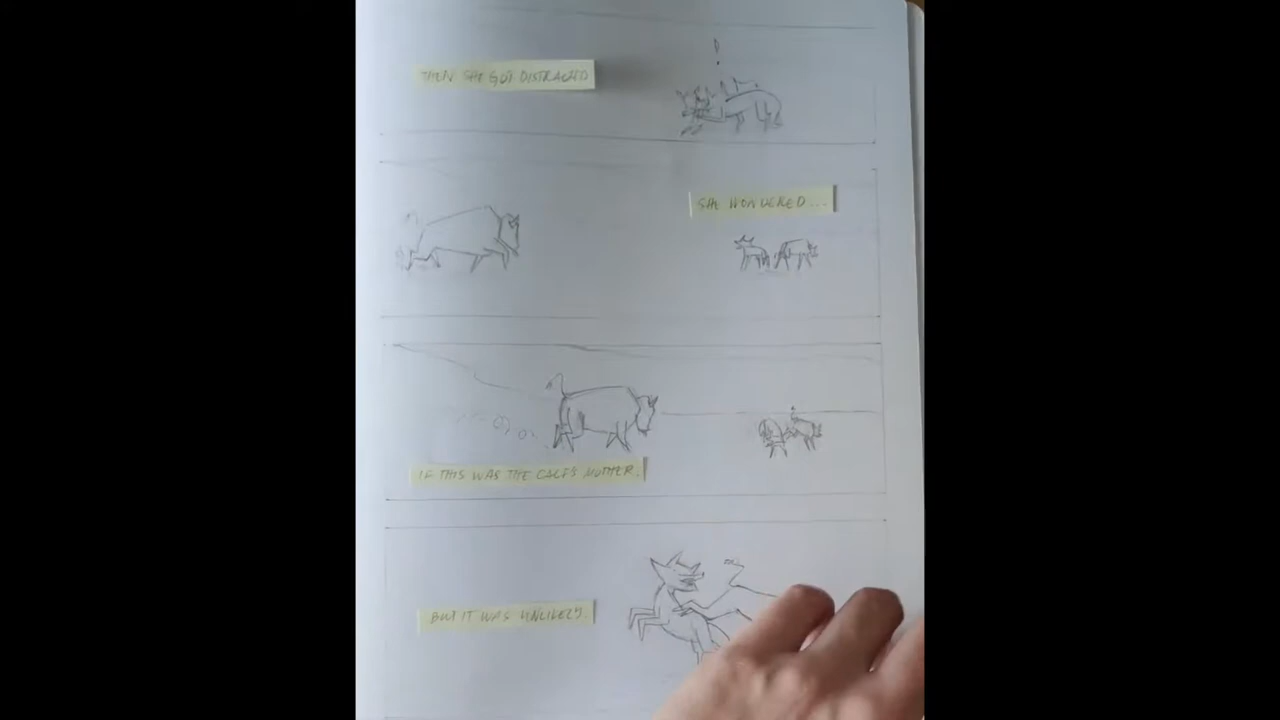 THEN SHE GOT DISTRACTED
!
SHE WONDERED...
IF THIS WAS THE CALF'S MOTHER.
BUT IT WAS UNLIKELY.